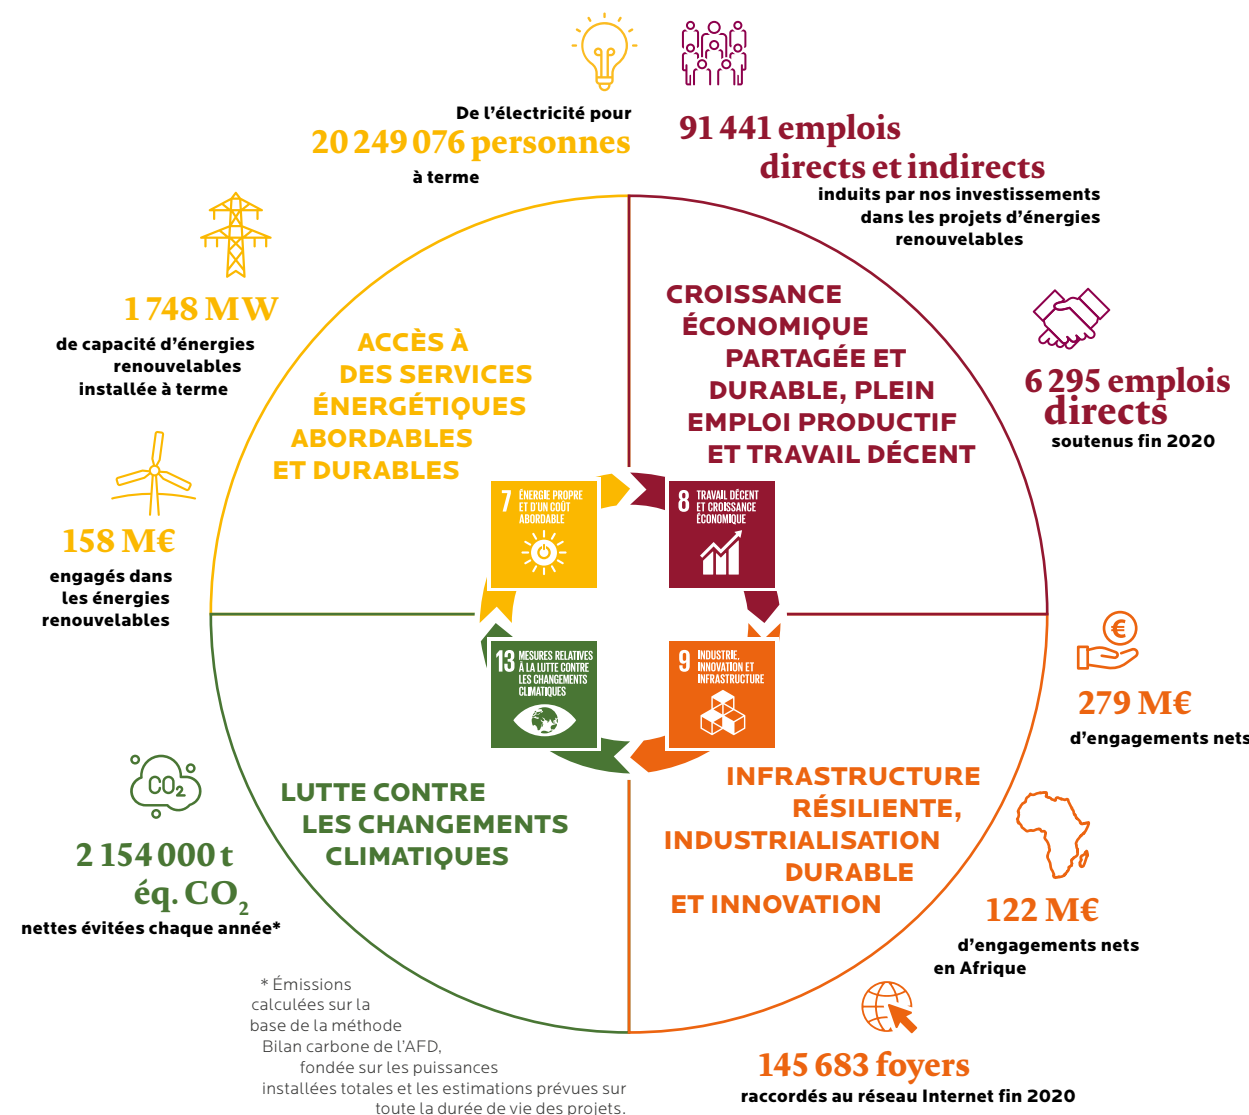 De l'électricité pour
20 249 076 personnes
à terme
91 441 emplois
directs et indirects
induits par nos investissements
dans les projets d'énergies
renouvelables
1 748 MW
de capacité d'énergies
renouvelables
installée à terme
158 M€
engagés dans
les énergies
renouvelables
ACCÈS À
DES SERVICES
ÉNERGÉTIQUES
ABORDABLES
ET DURABLES
CROISSANCE
ÉCONOMIQUE
PARTAGÉE ET
DURABLE, PLEIN
EMPLOI PRODUCTIF
ET TRAVAIL DÉCENT
6 295 emplois
directs
soutenus fin 2020
7 ÉNERGIE PROPRE
ET D'UN COÛT
ABORDABLE
8 TRAVAIL DÉCENT
ET CROISSANCE
ÉCONOMIQUE
13 MESURES RELATIVES
À LA LUTTE CONTRE
LES CHANGEMENTS
CLIMATIQUES
9 INDUSTRIE,
INNOVATION ET
INFRASTRUCTURE
€
279 M€
d'engagements nets
CO2
2 154 000 t
éq. CO2
nettes évitées chaque année*
LUTTE CONTRE
LES CHANGEMENTS
CLIMATIQUES
INFRASTRUCTURE
RÉSILIENTE,
INDUSTRIALISATION
DURABLE
ET INNOVATION
122 M€
d'engagements nets
en Afrique
145 683 foyers
raccordés au réseau Internet fin 2020
* Émissions
calculées sur la
base de la méthode
Bilan carbone de l'AFD,
fondée sur les puissances
installées totales et les estimations prévues sur
toute la durée de vie des projets.